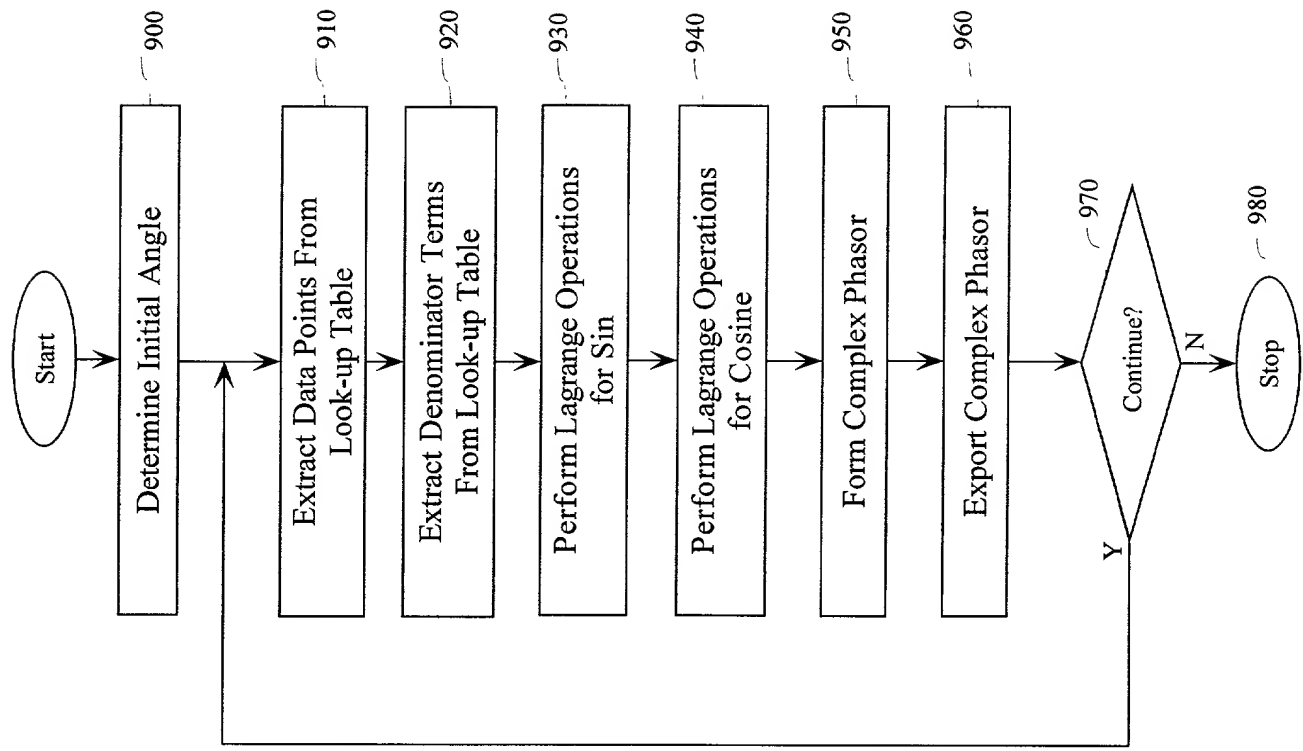 Start
Determine Initial Angle
900
Extract Data Points From
Look-up Table
910
Extract Denominator Terms
From Look-up Table
920
Perform Lagrange Operations
for Sin
930
Perform Lagrange Operations
for Cosine
940
Form Complex Phasor
950
Export Complex Phasor
960
Continue?
970
Y
N
Stop
980